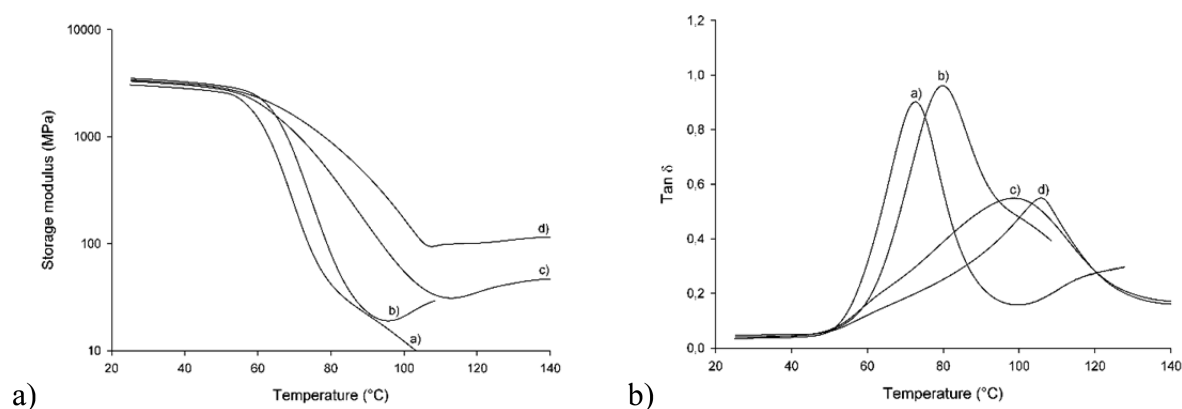 10000
1000
100
10
Storage modulus (MPa)
20 40 60 80 100 120 140
Temperature (°C)
a)
b)
c)
d)
a)
1,2
1,0
0,8
0,6
0,4
0,2
0,0
Tan δ
20 40 60 80 100 120 140
Temperature (°C)
a)
b)
c)
d)
b)